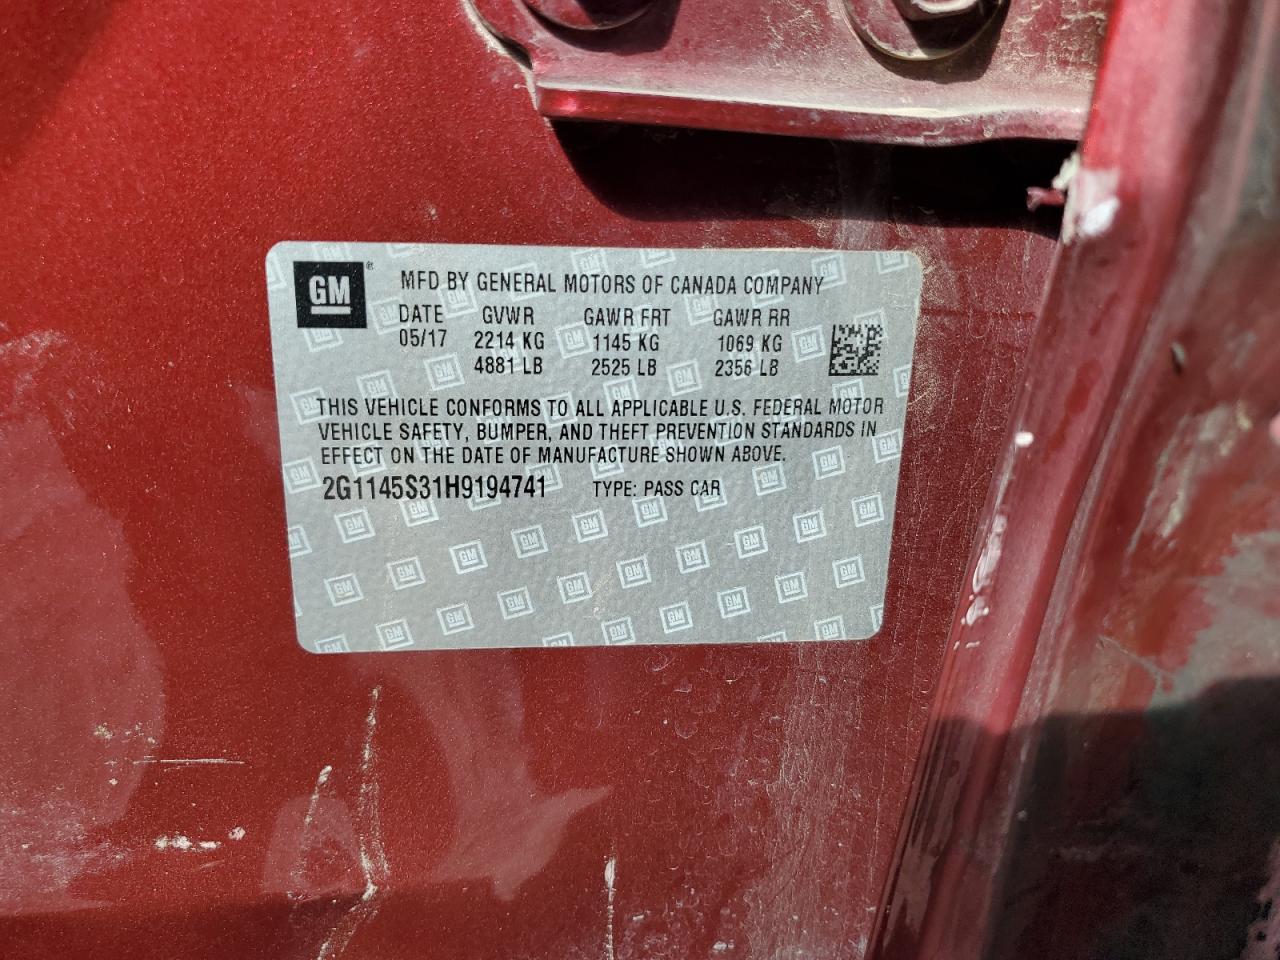 GM ® MFD BY GENERAL MOTORS OF CANADA COMPANY
DATE GVWR GAWR FRT GAWR RR
05/17 2214 KG 1145 KG 1069 KG
4881 LB 2525 LB 2356 LB
THIS VEHICLE CONFORMS TO ALL APPLICABLE U.S. FEDERAL MOTOR
VEHICLE SAFETY, BUMPER, AND THEFT PREVENTION STANDARDS IN
EFFECT ON THE DATE OF MANUFACTURE SHOWN ABOVE.
2G1145S31H9194741 TYPE: PASS CAR